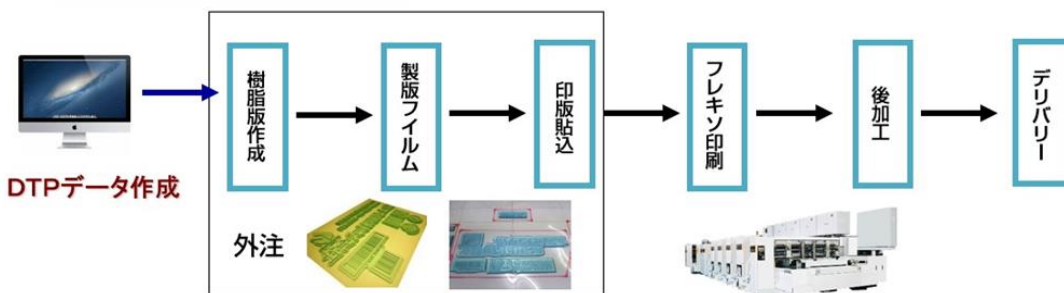 DTPデータ作成
樹脂版作成
製版フイルム
印版貼込
フレキソ印刷
後加工
デリバリー
外注